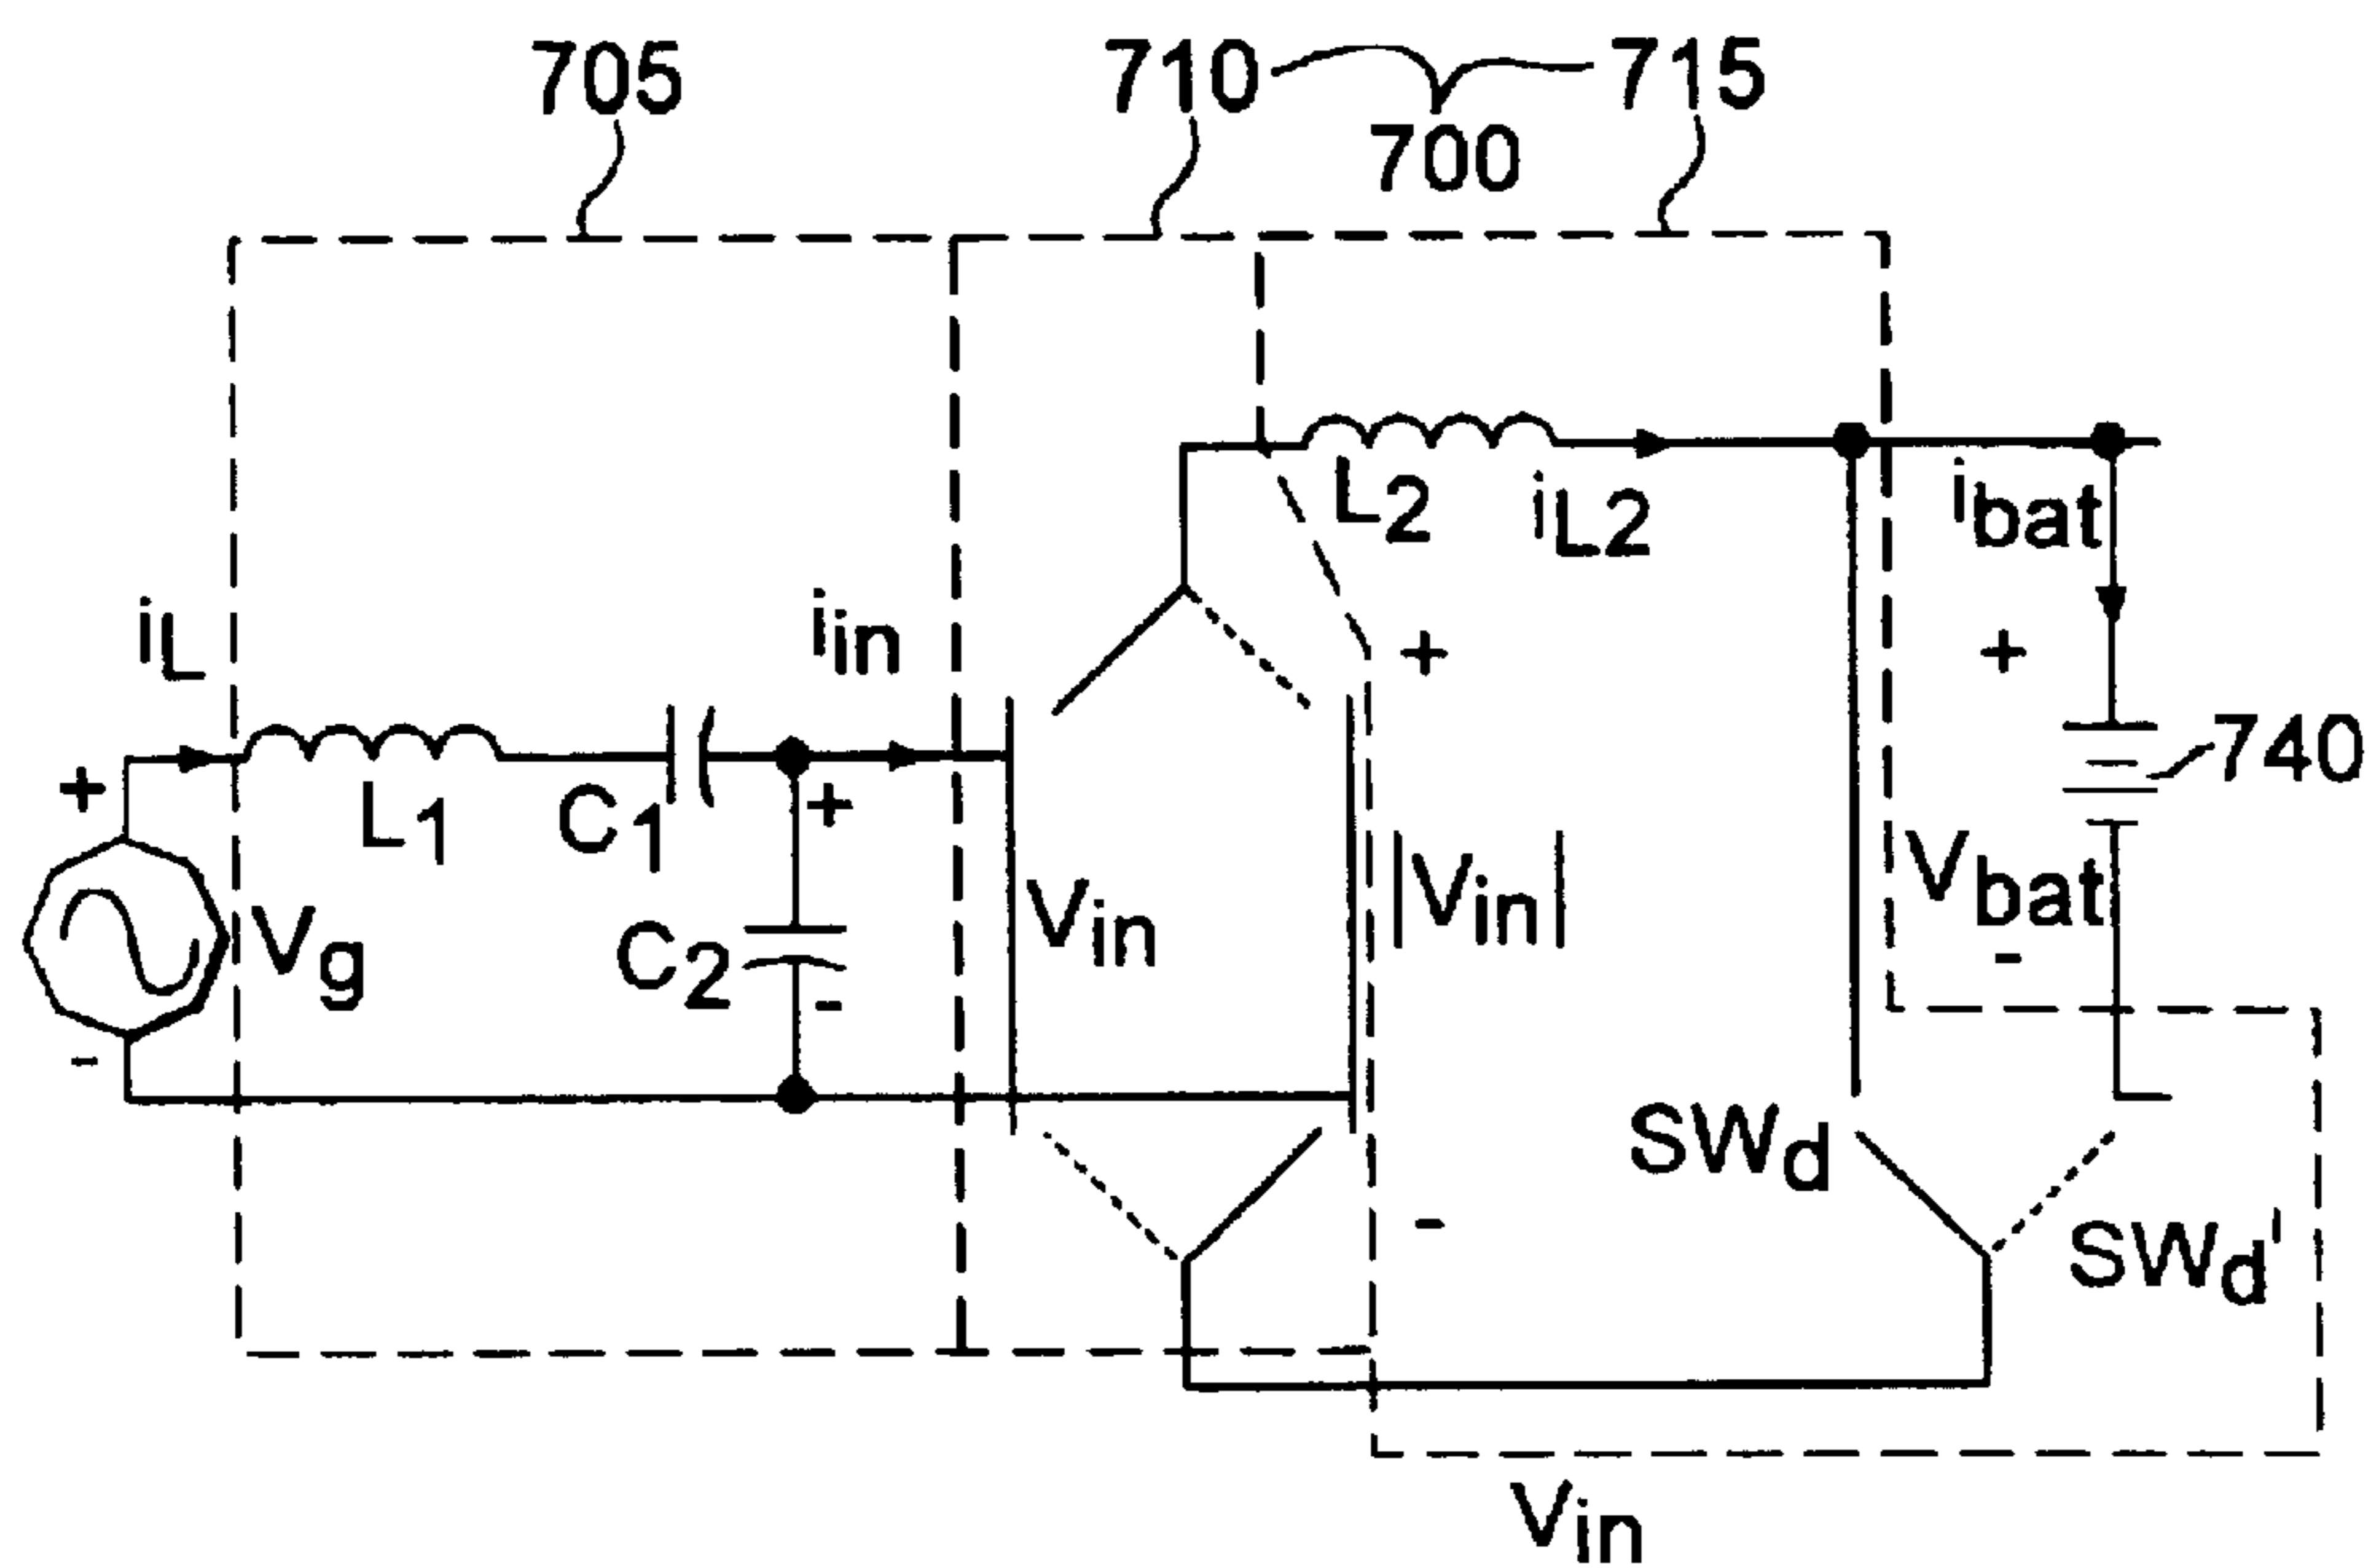 705
710
715
700
L2
iL2
ibat
iL
iin
+
+
740
+
L1
C1
+
Vin
|Vin|
Vbat
Vg
C2
-
-
-
SWd
-
SWd'
Vin